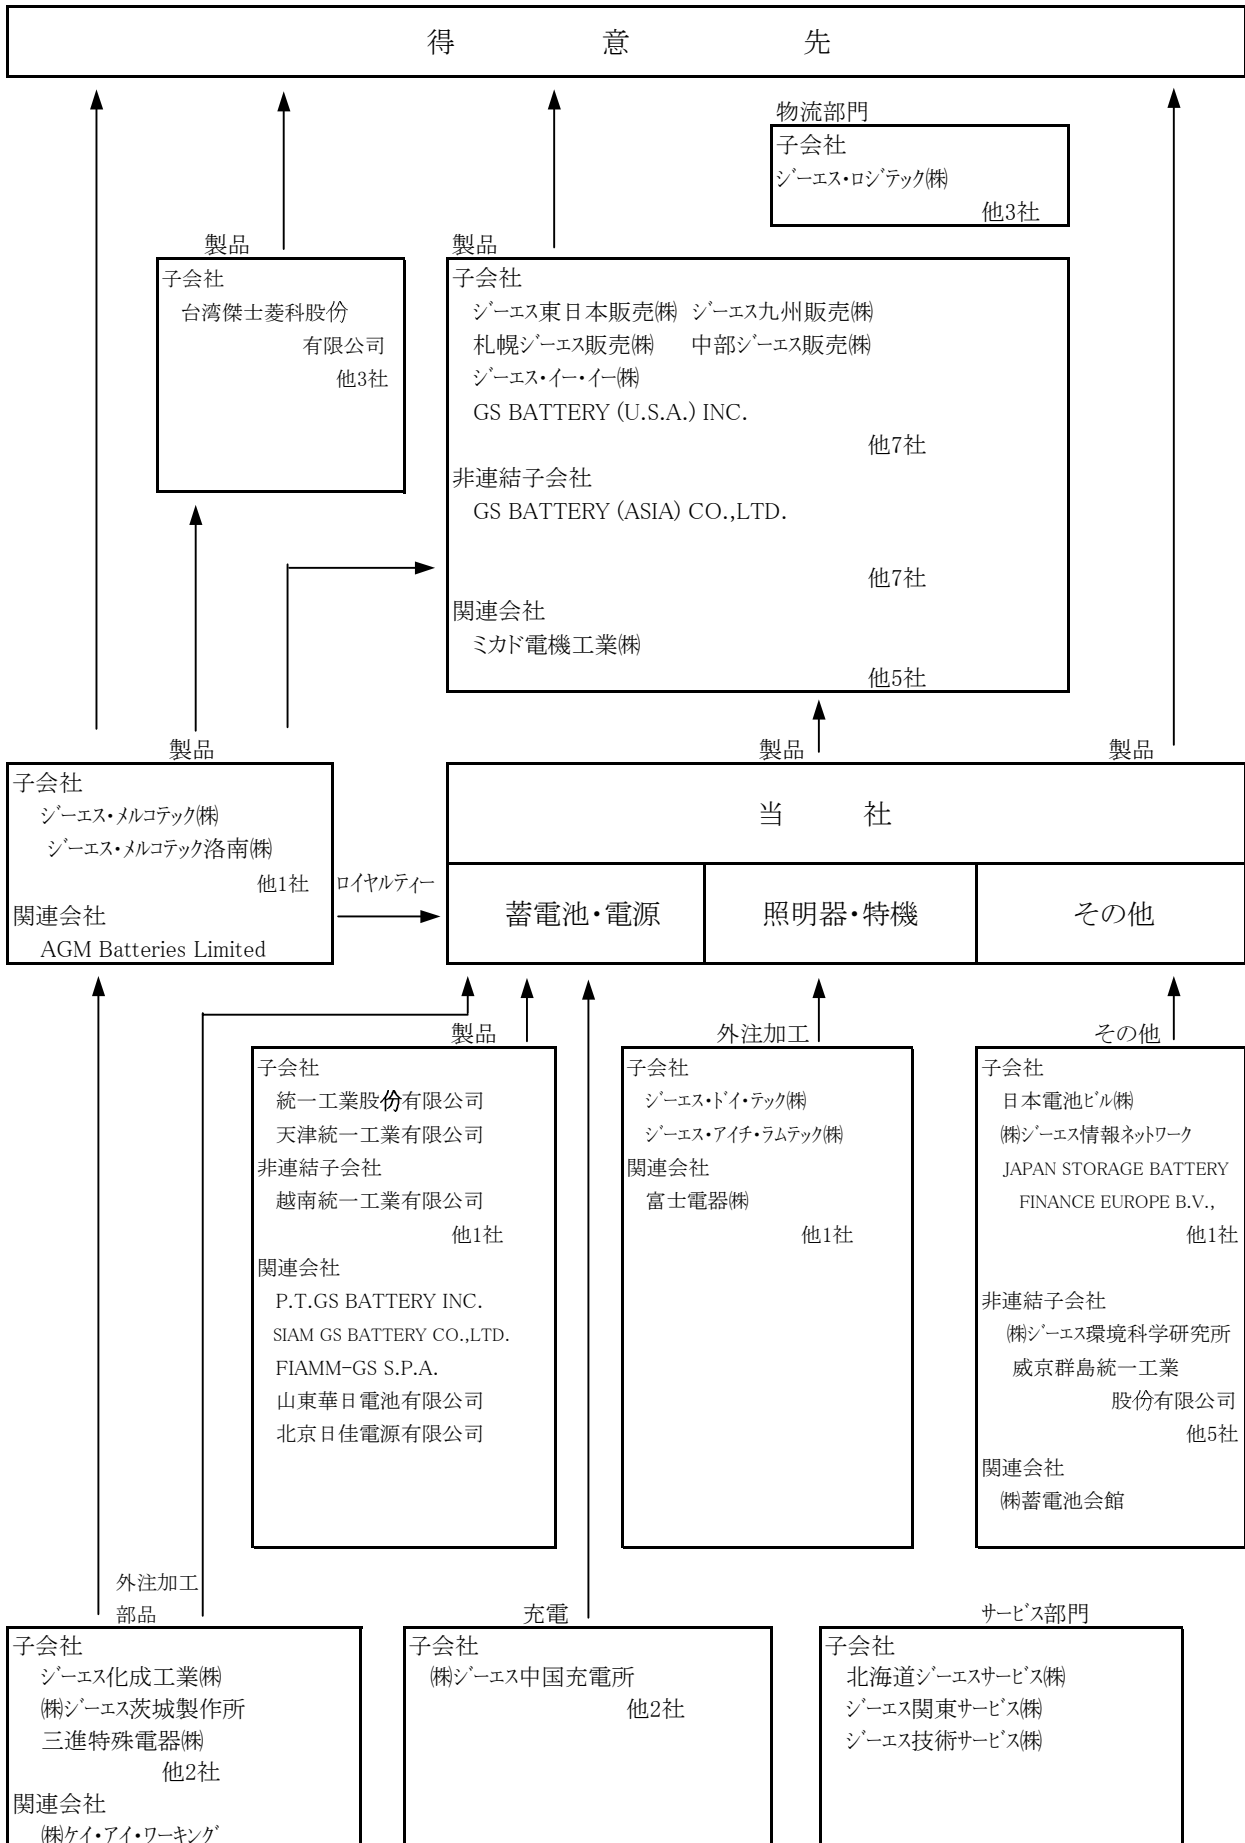 得意先
物流部門
子会社
ジーエス・ロジテック㈱
他3社
製品
子会社
台湾傑士菱科股份
有限公司
他3社
製品
子会社
ジーエス東日本販売㈱ ジーエス九州販売㈱
札幌ジーエス販売㈱ 中部ジーエス販売㈱
ジーエス・イー・イー㈱
GS BATTERY (U.S.A.) INC.
他7社
非連結子会社
GS BATTERY (ASIA) CO.,LTD.
他7社
関連会社
ミカド電機工業㈱
他5社
製品
子会社
ジーエス・メルコテック㈱
ジーエス・メルコテック洛南㈱
他1社
関連会社
AGM Batteries Limited
ロイヤルティー
製品
製品
当社
蓄電池・電源
照明器・特機
その他
製品
子会社
統一工業股份有限公司
天津統一工業有限公司
非連結子会社
越南統一工業有限公司
他1社
関連会社
P.T.GS BATTERY INC.
SIAM GS BATTERY CO.,LTD.
FIAMM-GS S.P.A.
山東華日電池有限公司
北京日佳電源有限公司
外注加工
子会社
ジーエス・ドイ・テック㈱
ジーエス・アイチ・ラムテック㈱
関連会社
富士電器㈱
他1社
その他
子会社
日本電池ビル㈱
㈱ジーエス情報ネットワーク
JAPAN STORAGE BATTERY
FINANCE EUROPE B.V.,
他1社
非連結子会社
㈱ジーエス環境科学研究所
威京群島統一工業
股份有限公司
他5社
関連会社
㈱蓄電池会館
外注加工
部品
子会社
ジーエス化成工業㈱
㈱ジーエス茨城製作所
三進特殊電器㈱
他2社
関連会社
㈱ケイ・アイ・ワーキング
充電
子会社
㈱ジーエス中国充電所
他2社
サービス部門
子会社
北海道ジーエスサービス㈱
ジーエス関東サービス㈱
ジーエス技術サービス㈱